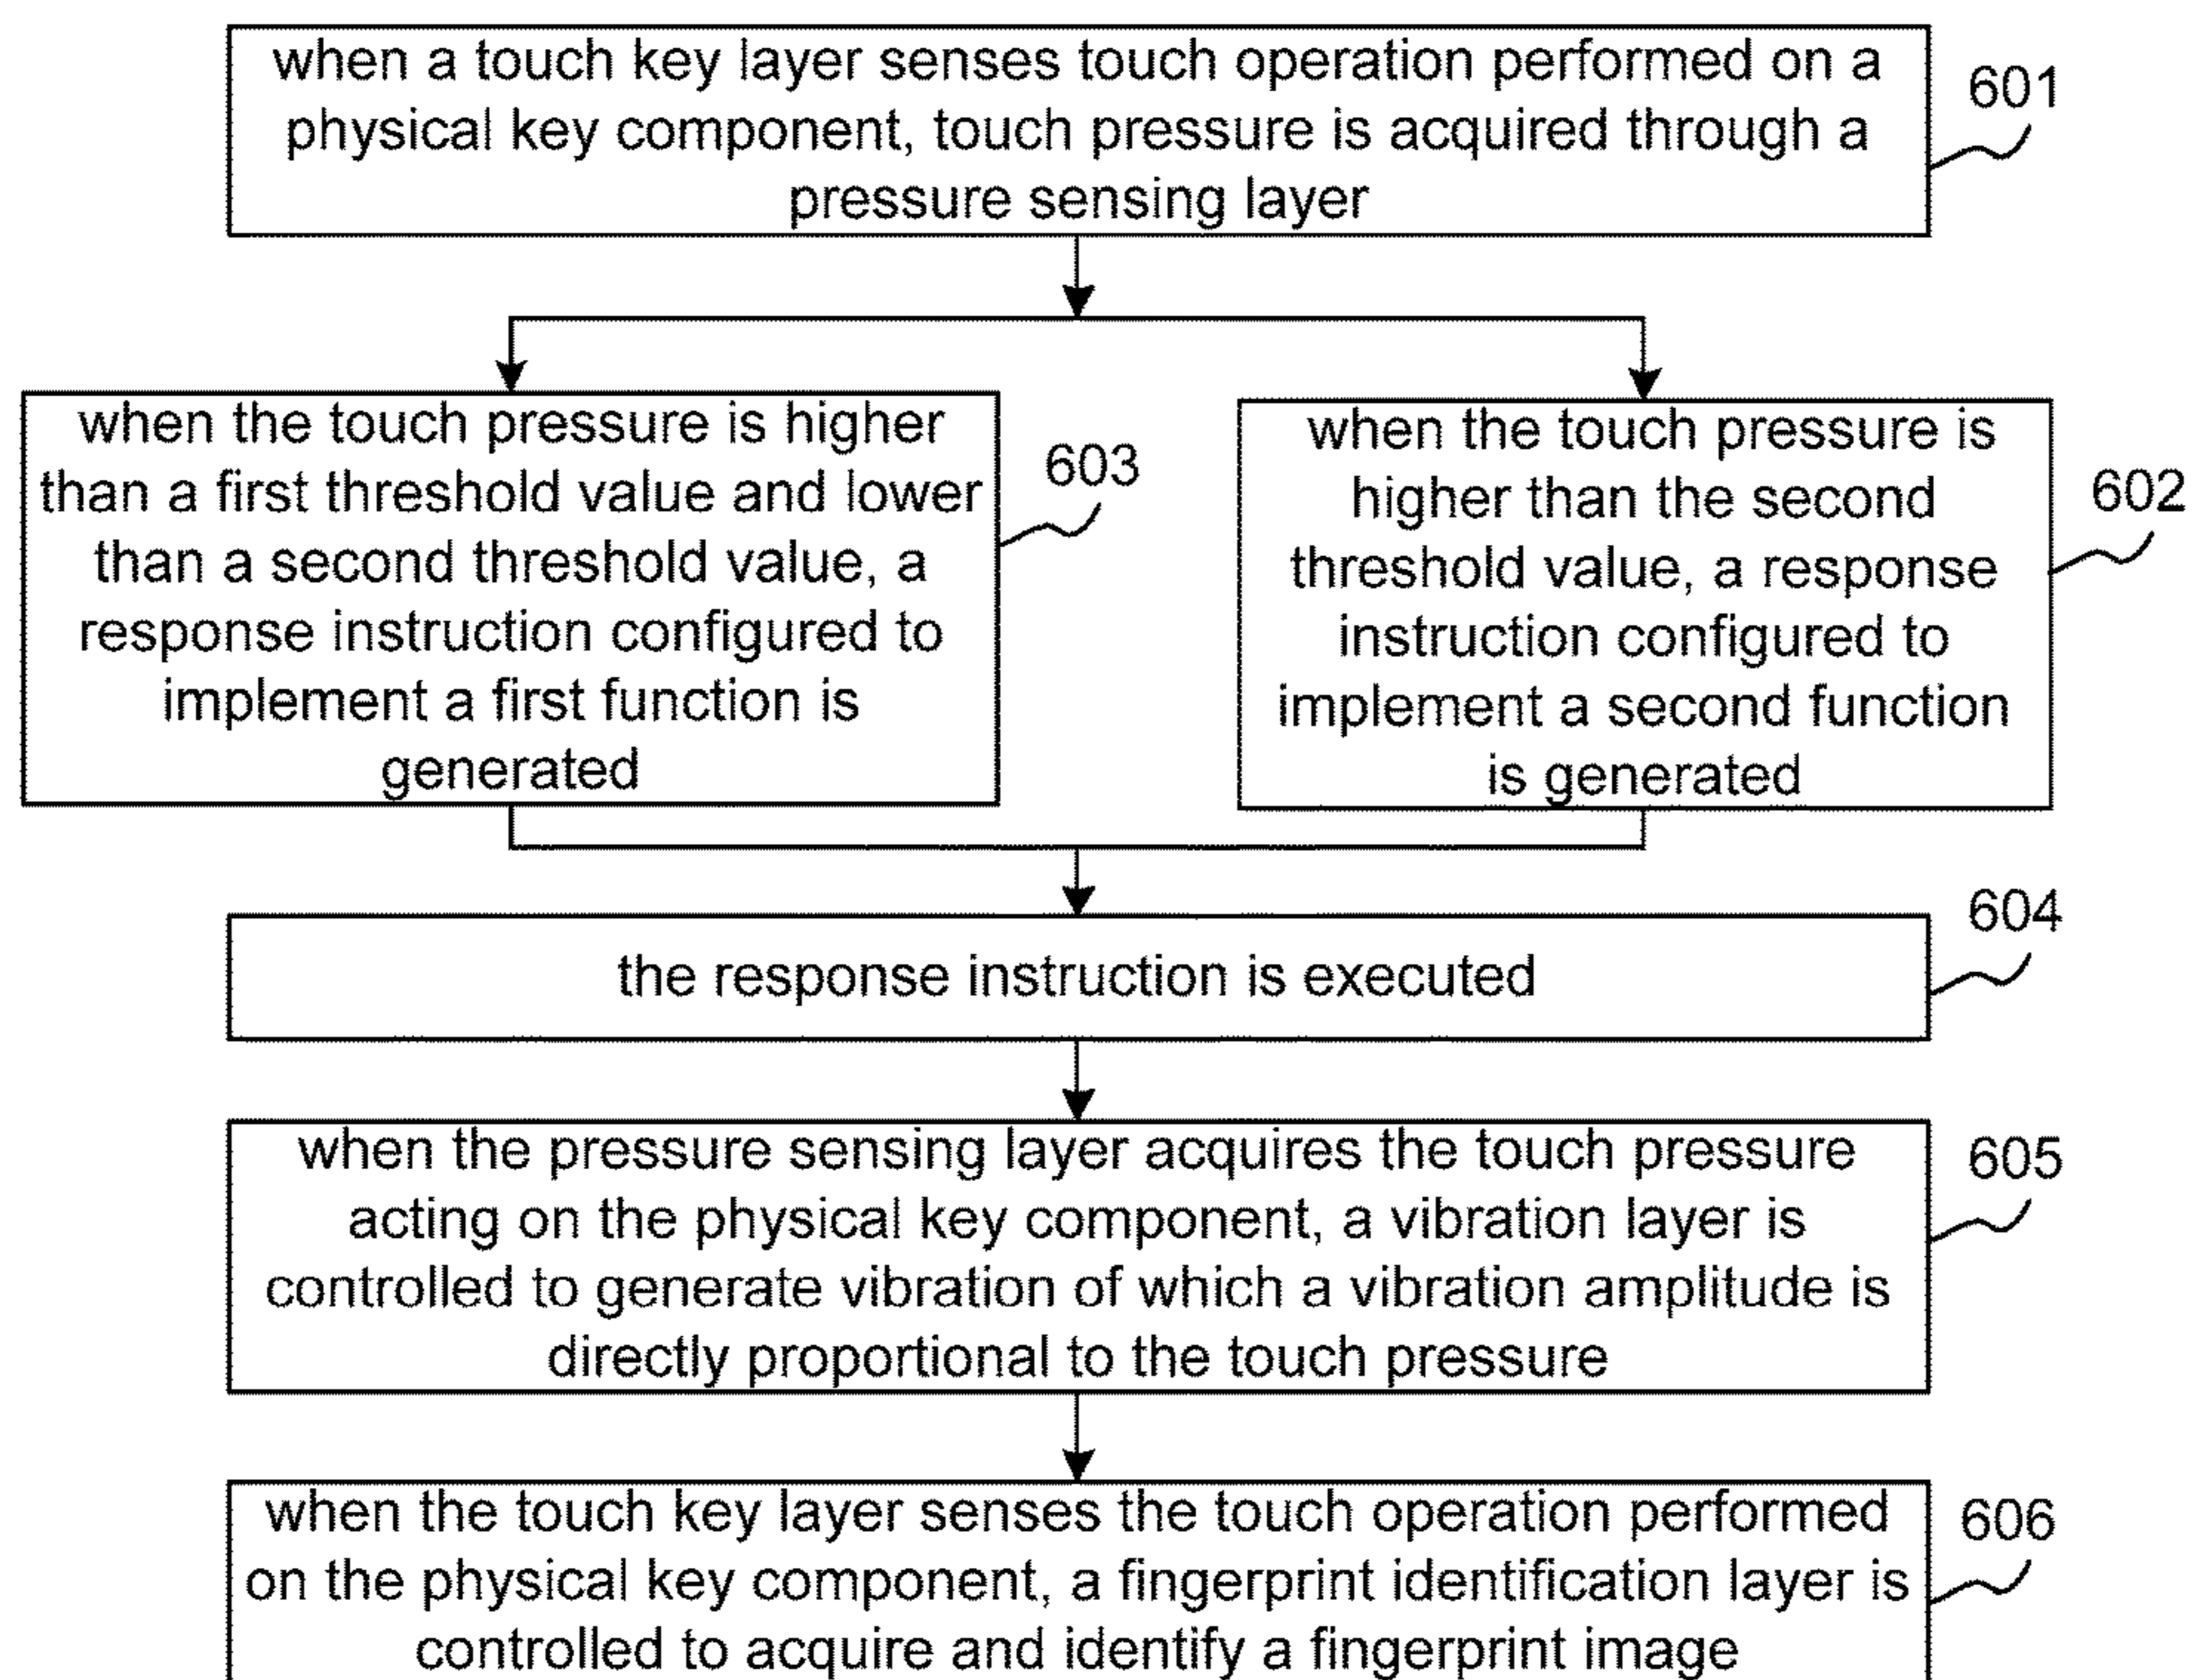 when a touch key layer senses touch operation performed on a
physical key component, touch pressure is acquired through a
pressure sensing layer
601
when the touch pressure is higher
than a first threshold value and lower
than a second threshold value, a
response instruction configured to
implement a first function is
generated
603
when the touch pressure is
higher than the second
threshold value, a response
instruction configured to
implement a second function
is generated
602
the response instruction is executed
604
when the pressure sensing layer acquires the touch pressure
acting on the physical key component, a vibration layer is
controlled to generate vibration of which a vibration amplitude is
directly proportional to the touch pressure
605
when the touch key layer senses the touch operation performed
on the physical key component, a fingerprint identification layer is
controlled to acquire and identify a fingerprint image
606